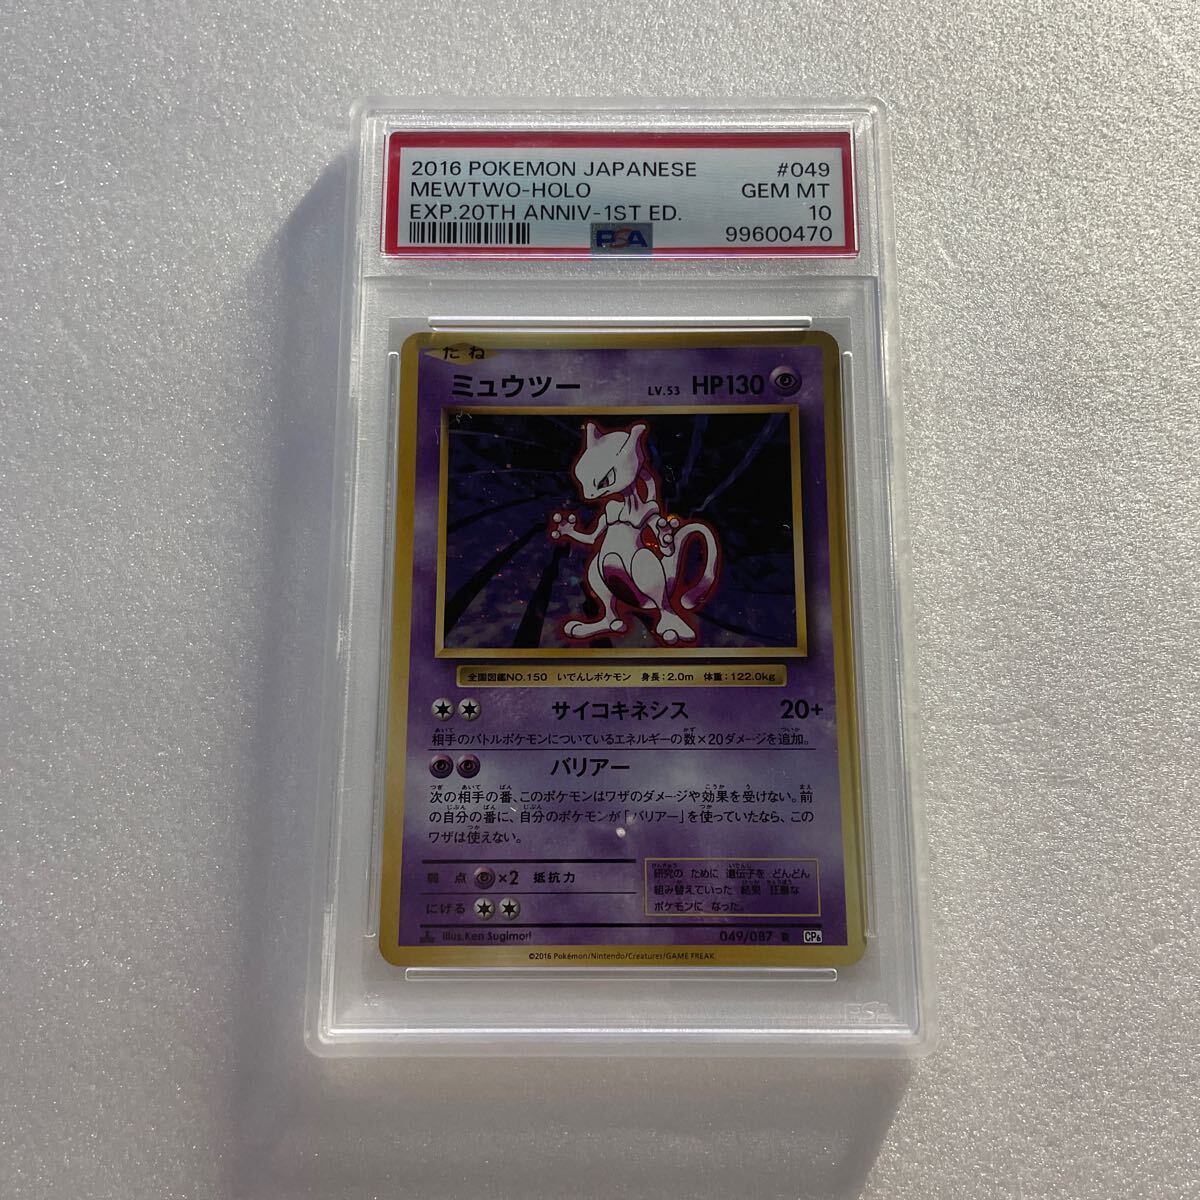 2016 POKEMON JAPANESE #049
MEWTWO-HOLO GEM MT
EXP.20TH ANNIV-1ST ED. 10
PSA 99600470
たね
ミュウツー LV.53 HP130
全国図鑑NO.150 いでんしポケモン 身長:2.0m 体重:122.0kg
サイコキネシス 20+
相手のバトルポケモンについているエネルギーの数×20ダメージを追加。
バリアー
次の相手の番、このポケモンはワザのダメージや効果を受けない。前
の自分の番に、自分のポケモンが「バリアー」を使っていたなら、この
ワザは使えない。
弱点 ×2 抵抗力
にげる
研究の ために 遺伝子を どんどん
組み替えていった 結果 狂暴な
ポケモンに なった。
Illus.Ken Sugimori
049/087 R CP6
©2016 Pokémon/Nintendo/Creatures/GAME FREAK